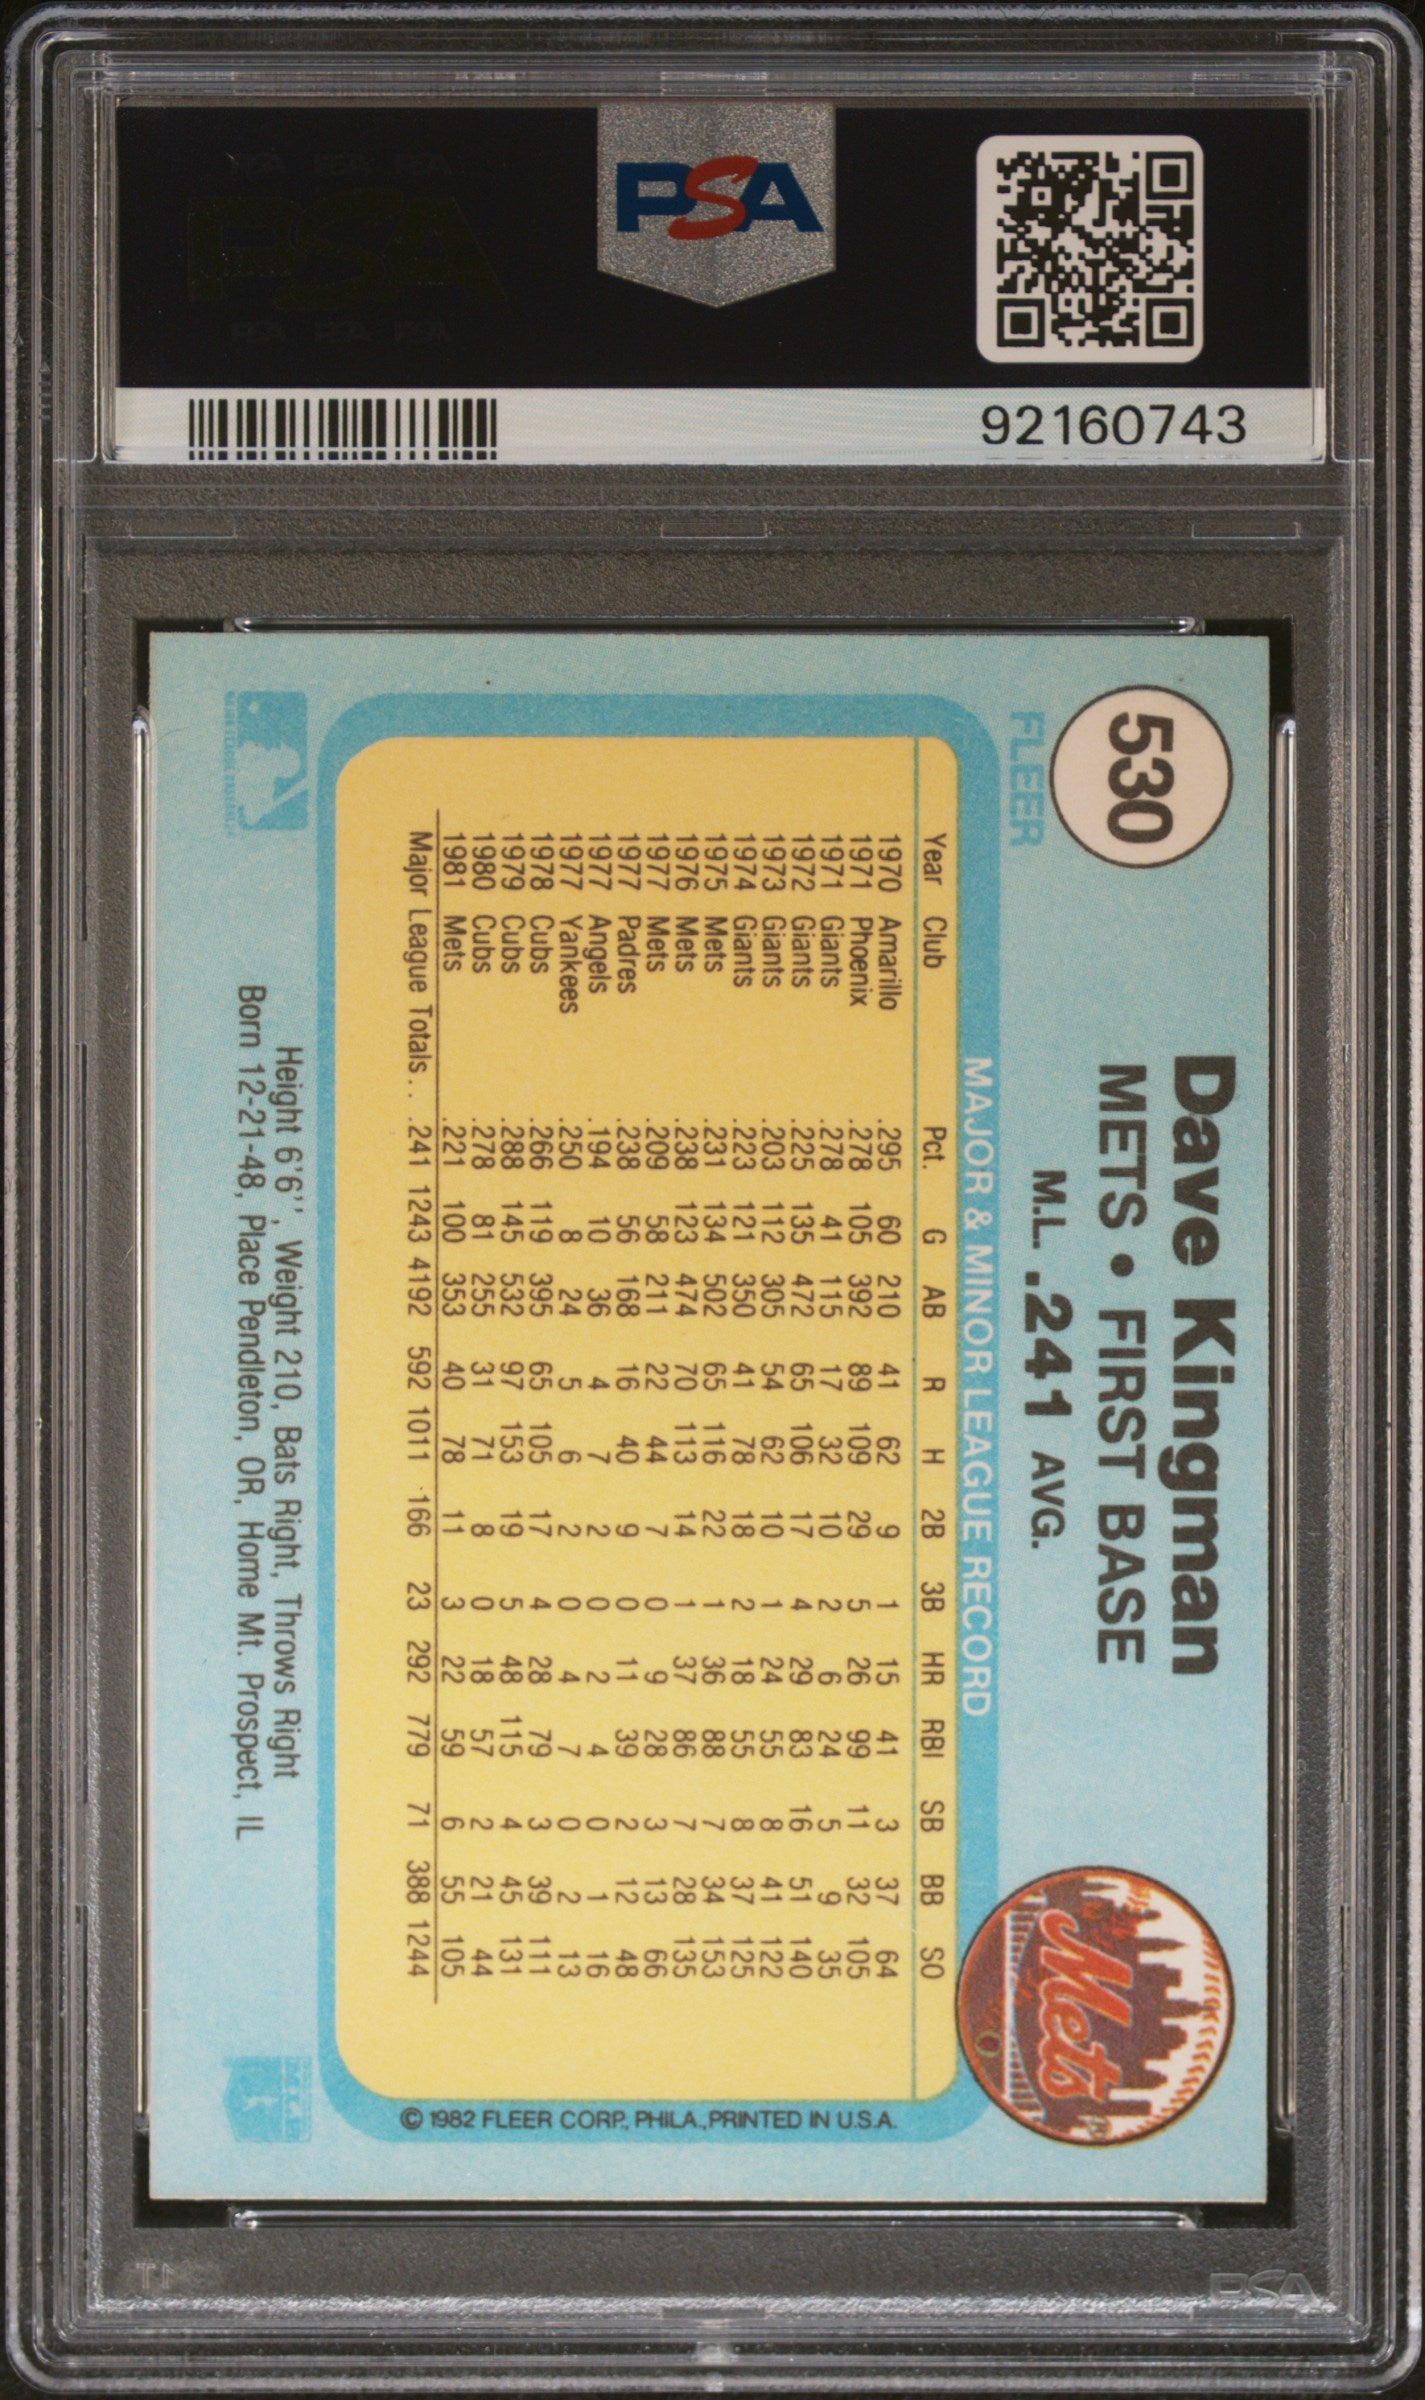 PSA
92160743
530
FLEER
Dave Kingman
METS • FIRST BASE
M.L. .241 AVG.
Mets
MAJOR & MINOR LEAGUE RECORD
Year Club Pct. G AB R H 2B 3B HR RBI SB BB SO
1970 Amarillo .295 60 210 41 62 9 1 15 41 3 37 64
1971 Phoenix .278 105 392 89 109 29 5 26 99 11 32 105
1971 Giants .278 41 115 17 32 10 2 6 24 5 9 35
1972 Giants .225 135 472 65 106 17 4 29 83 16 51 140
1973 Giants .203 112 305 54 62 10 1 24 55 8 41 122
1974 Giants .223 121 350 41 78 18 2 18 55 8 37 125
1975 Mets .231 134 502 65 116 22 1 36 88 7 34 153
1976 Mets .238 123 474 70 113 14 1 37 86 7 28 135
1977 Mets .209 58 211 22 44 7 0 9 28 3 13 66
1977 Padres .238 56 168 16 40 9 0 11 39 2 12 48
1977 Angels .194 10 36 4 7 2 0 2 4 0 1 16
1977 Yankees .250 8 24 5 6 2 0 4 7 0 2 13
1978 Cubs .266 119 395 65 105 17 4 28 79 3 39 111
1979 Cubs .288 145 532 97 153 19 5 48 115 4 45 131
1980 Cubs .278 81 255 31 71 8 0 18 57 2 21 44
1981 Mets .221 100 353 40 78 11 3 22 59 6 55 105
Major League Totals. . .241 1243 4192 592 1011 166 23 292 779 71 388 1244
© 1982 FLEER CORP., PHILA., PRINTED IN U.S.A.
Height 6'6'', Weight 210, Bats Right, Throws Right
Born 12-21-48, Place Pendleton, OR, Home Mt. Prospect, IL
PSA